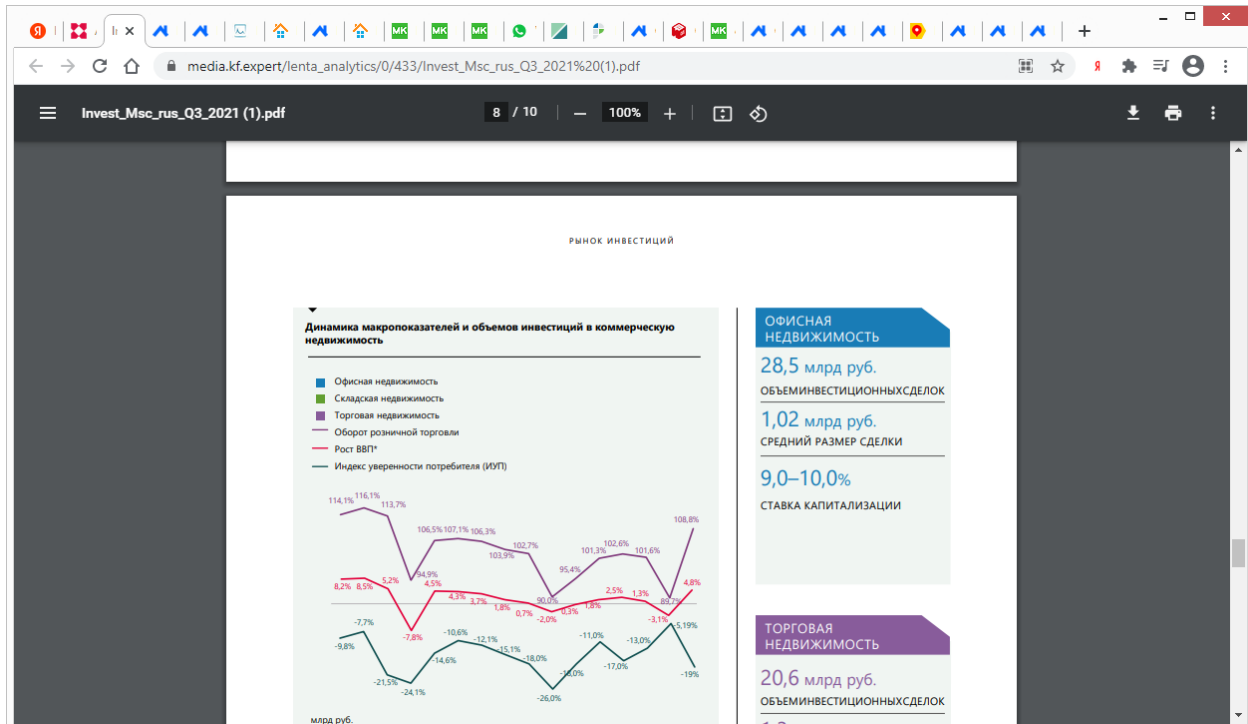 media.kf.expert/lenta_analytics/0/433/Invest_Msc_rus_Q3_2021%20(1).pdf
Invest_Msc_rus_Q3_2021 (1).pdf
8 / 10
100%
РЫНОК ИНВЕСТИЦИЙ
Динамика макропоказателей и объемов инвестиций в коммерческую
недвижимость
Офисная недвижимость
Складская недвижимость
Торговая недвижимость
Оборот розничной торговли
Рост ВВП*
Индекс уверенности потребителя (ИУП)
114,1% 116,1% 113,7% 94,9% 106,5% 107,1% 106,3% 103,9% 102,7% 90,0% 95,4% 101,3% 102,6% 101,6% 89,7% 108,8%
8,2% 8,5% 5,2% -7,8% 4,5% 4,3% 3,7% 1,8% 0,7% -2,0% 0,3% 1,8% 2,5% 1,3% -3,1% 4,8%
-9,8% -7,7% -21,5% -24,1% -14,6% -10,6% -12,1% -15,1% -18,0% -26,0% -18,0% -11,0% -17,0% -13,0% -5,19% -19%
млрд руб.
ОФИСНАЯ
НЕДВИЖИМОСТЬ
28,5 млрд руб.
ОБЪЕМИНВЕСТИЦИОННЫХСДЕЛОК
1,02 млрд руб.
СРЕДНИЙ РАЗМЕР СДЕЛКИ
9,0–10,0%
СТАВКА КАПИТАЛИЗАЦИИ
ТОРГОВАЯ
НЕДВИЖИМОСТЬ
20,6 млрд руб.
ОБЪЕМИНВЕСТИЦИОННЫХСДЕЛОК